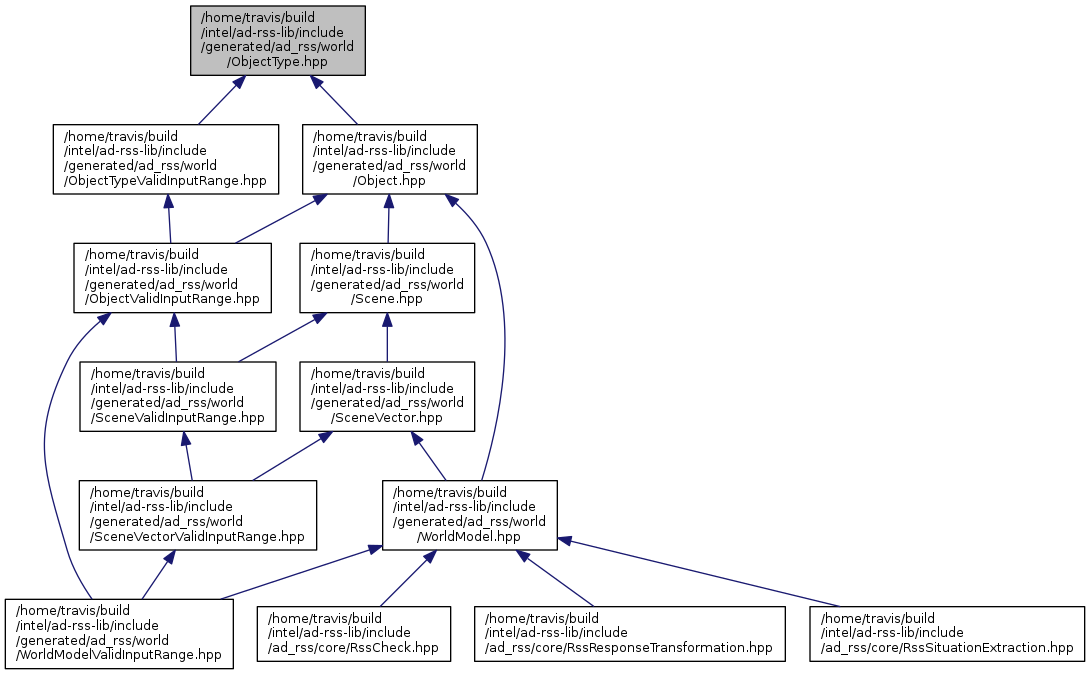 /home/travis/build
/intel/ad-rss-lib/include
/generated/ad_rss/world
/ObjectType.hpp
/home/travis/build
/intel/ad-rss-lib/include
/generated/ad_rss/world
/ObjectTypeValidInputRange.hpp
/home/travis/build
/intel/ad-rss-lib/include
/generated/ad_rss/world
/Object.hpp
/home/travis/build
/intel/ad-rss-lib/include
/generated/ad_rss/world
/ObjectValidInputRange.hpp
/home/travis/build
/intel/ad-rss-lib/include
/generated/ad_rss/world
/Scene.hpp
/home/travis/build
/intel/ad-rss-lib/include
/generated/ad_rss/world
/SceneValidInputRange.hpp
/home/travis/build
/intel/ad-rss-lib/include
/generated/ad_rss/world
/SceneVector.hpp
/home/travis/build
/intel/ad-rss-lib/include
/generated/ad_rss/world
/SceneVectorValidInputRange.hpp
/home/travis/build
/intel/ad-rss-lib/include
/generated/ad_rss/world
/WorldModel.hpp
/home/travis/build
/intel/ad-rss-lib/include
/generated/ad_rss/world
/WorldModelValidInputRange.hpp
/home/travis/build
/intel/ad-rss-lib/include
/ad_rss/core/RssCheck.hpp
/home/travis/build
/intel/ad-rss-lib/include
/ad_rss/core/RssResponseTransformation.hpp
/home/travis/build
/intel/ad-rss-lib/include
/ad_rss/core/RssSituationExtraction.hpp